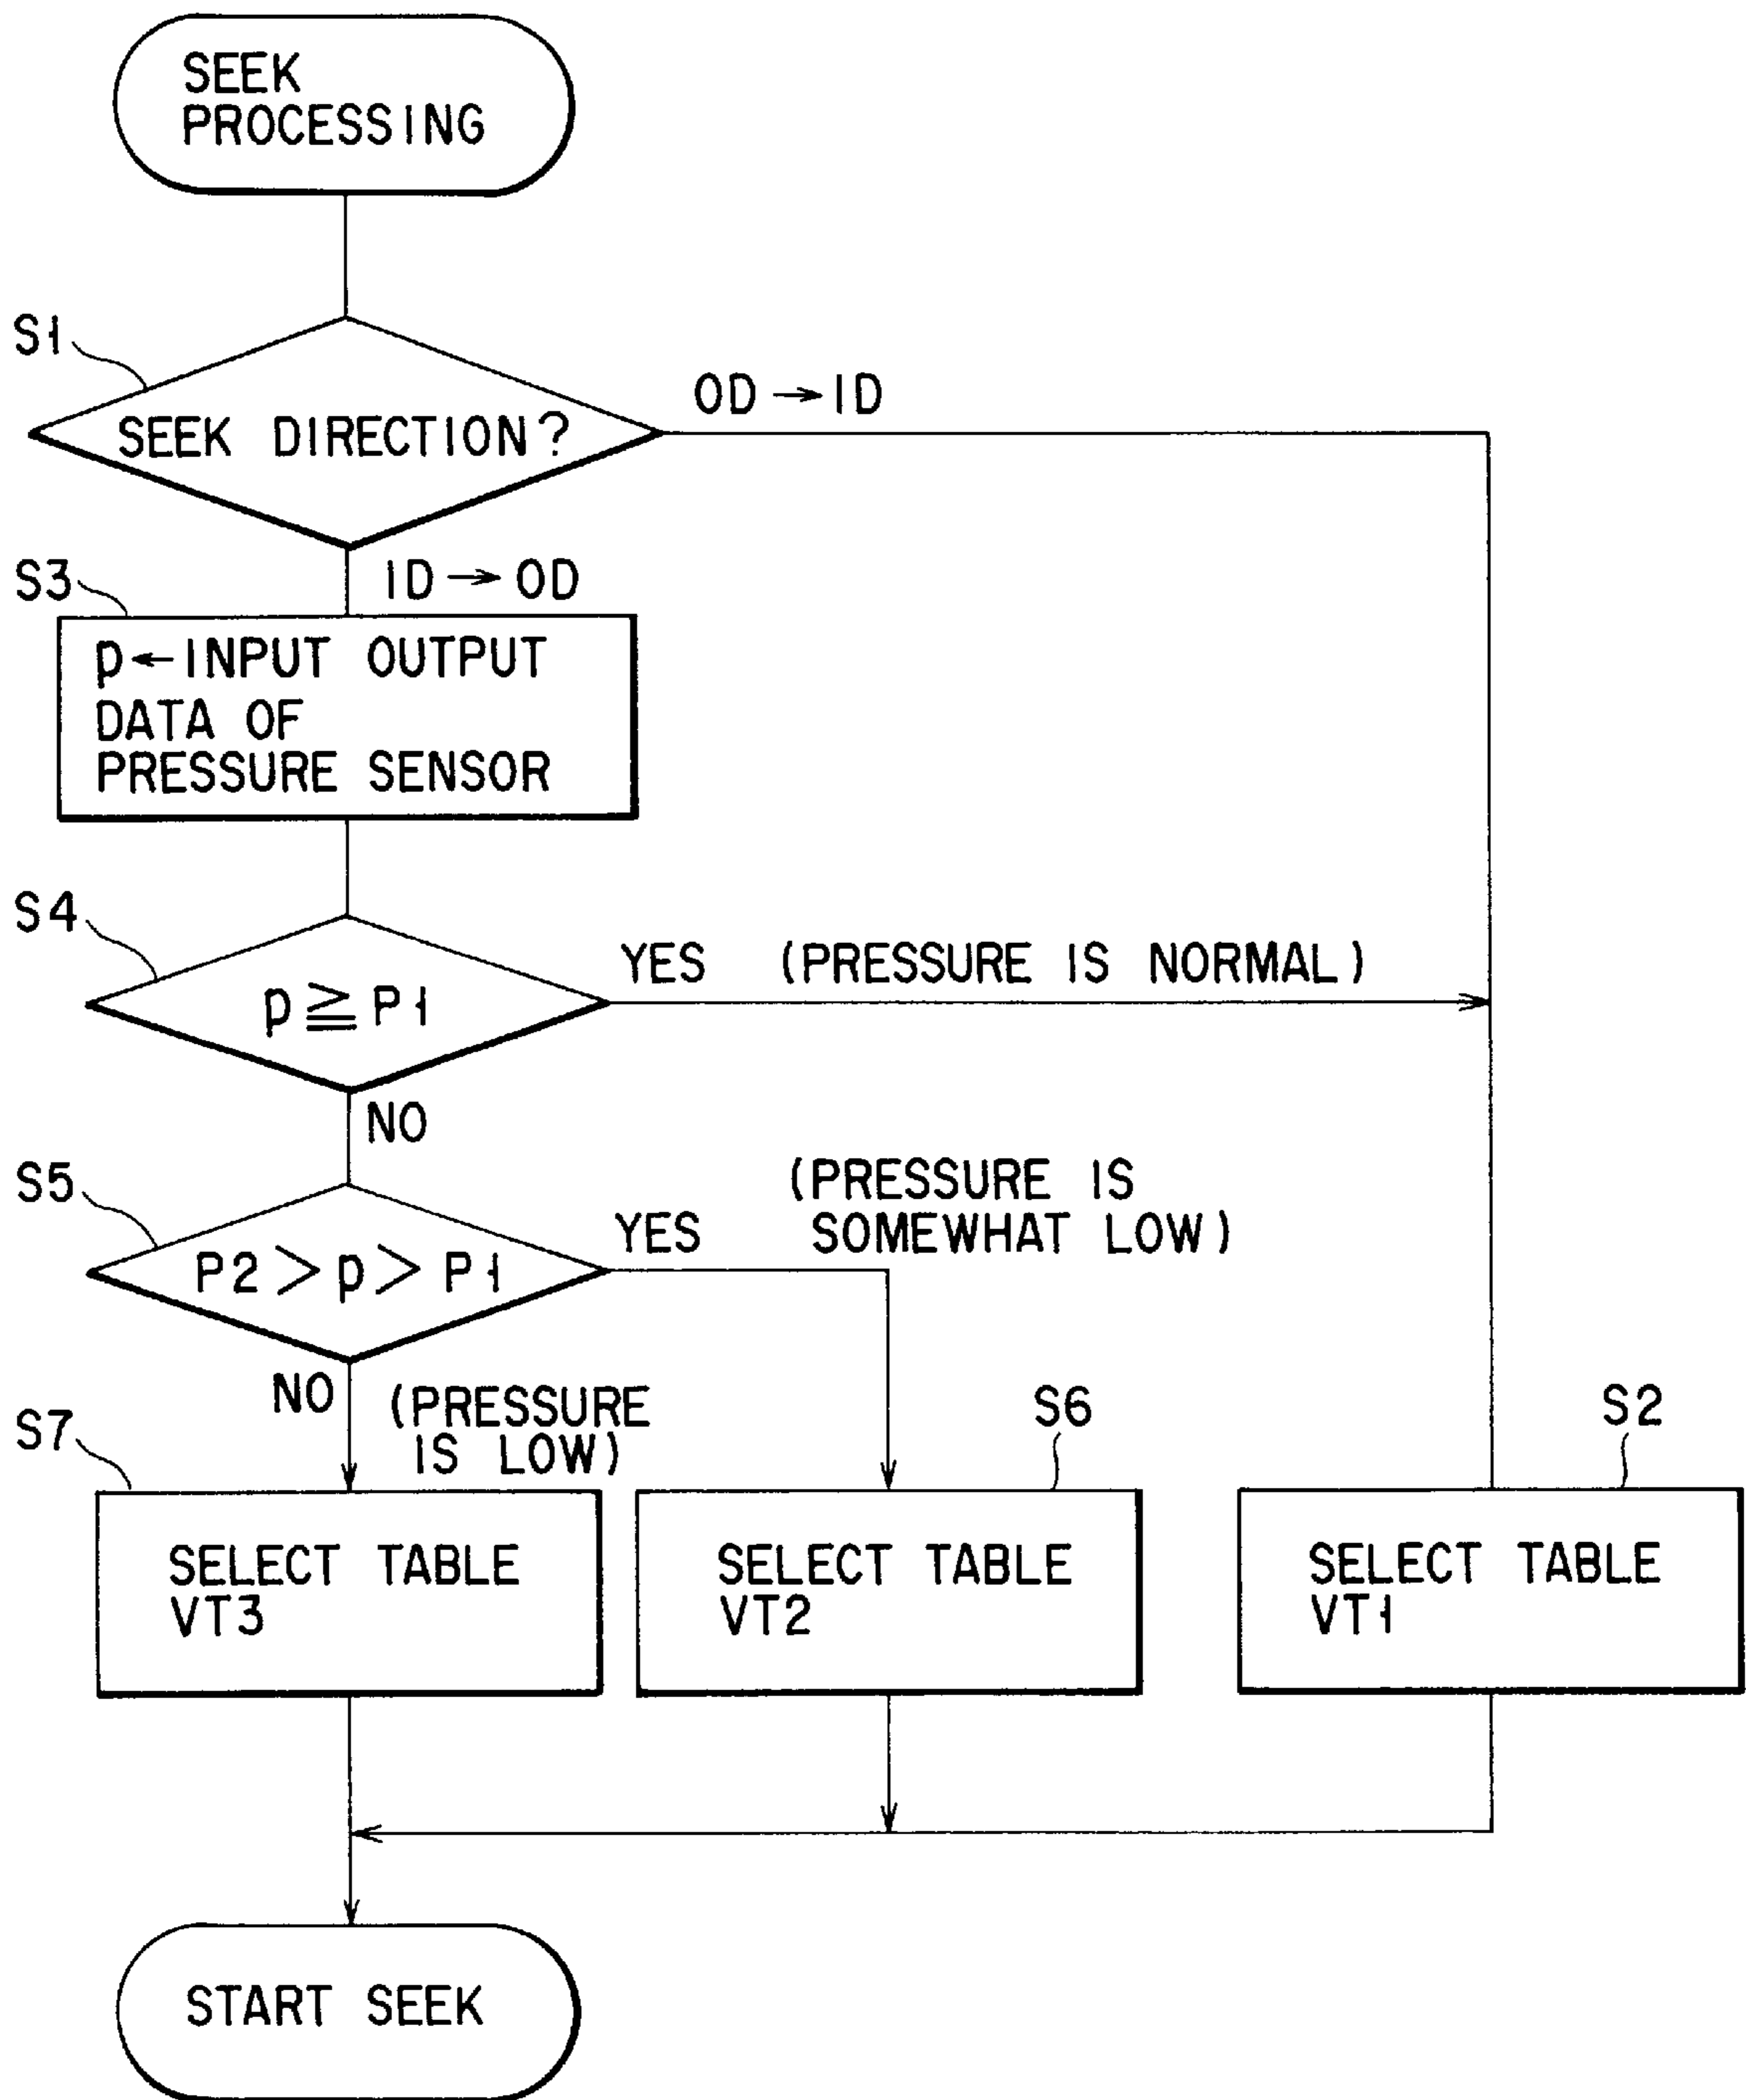 SEEK
PROCESSING
S1
SEEK DIRECTION?
OD → ID
ID → OD
S3
p←INPUT OUTPUT
DATA OF
PRESSURE SENSOR
S4
p ≧ P1
YES (PRESSURE IS NORMAL)
NO
S5
P2 > p > P1
YES
(PRESSURE IS
SOMEWHAT LOW)
NO
(PRESSURE
IS LOW)
S7
S6
S2
SELECT TABLE
VT3
SELECT TABLE
VT2
SELECT TABLE
VT1
START SEEK